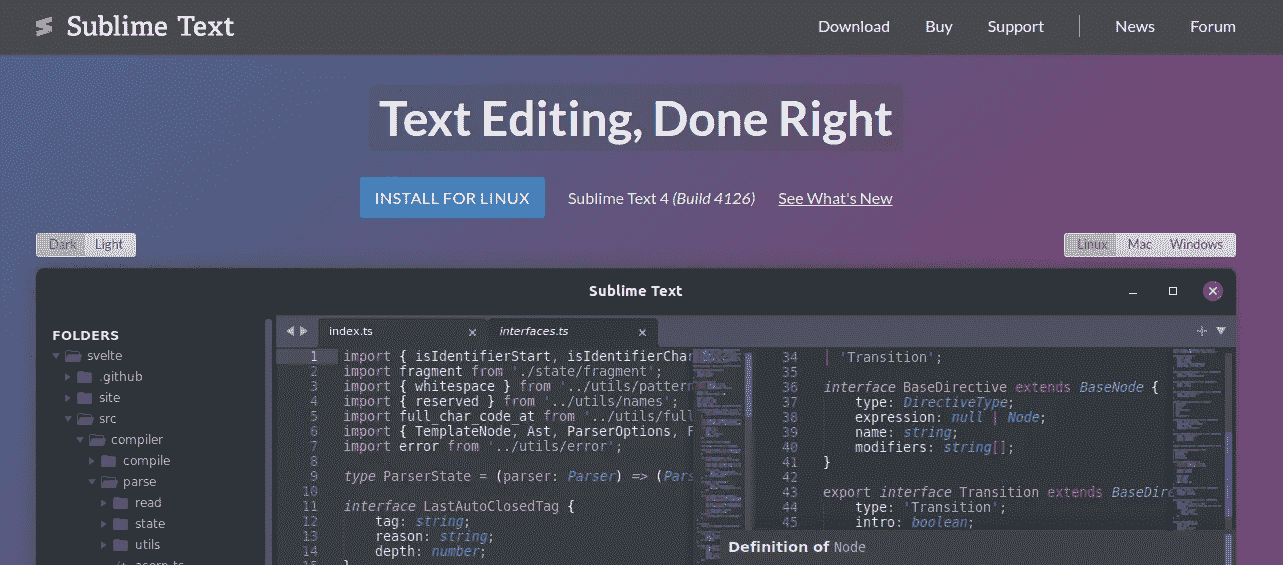 Sublime Text
Download Buy Support News Forum
Text Editing, Done Right
INSTALL FOR LINUX Sublime Text 4 (Build 4126) See What's New
Dark Light
Linux Mac Windows
Sublime Text
FOLDERS
svelte
.github
site
src
compiler
compile
parse
read
state
utils
acorn.ts
index.ts
interfaces.ts
1 import { isIdentifierStart, isIdentifierChar
2 import fragment from './state/fragment';
3 import { whitespace } from '../utils/pattern
4 import { reserved } from '../utils/names';
5 import full_char_code_at from '../utils/full
6 import { TemplateNode, Ast, ParserOptions, F
7 import error from '../utils/error';
8
9 type ParserState = (parser: Parser) => (Pars
10
11 interface LastAutoClosedTag {
12 tag: string;
13 reason: string;
14 depth: number;
15 }
34 'Transition';
35
36 interface BaseDirective extends BaseNode {
37 type: DirectiveType;
38 expression: null | Node;
39 name: string;
40 modifiers: string[];
41 }
42
43 export interface Transition extends BaseDire
44 type: 'Transition';
45 intro: boolean;
Definition of Node